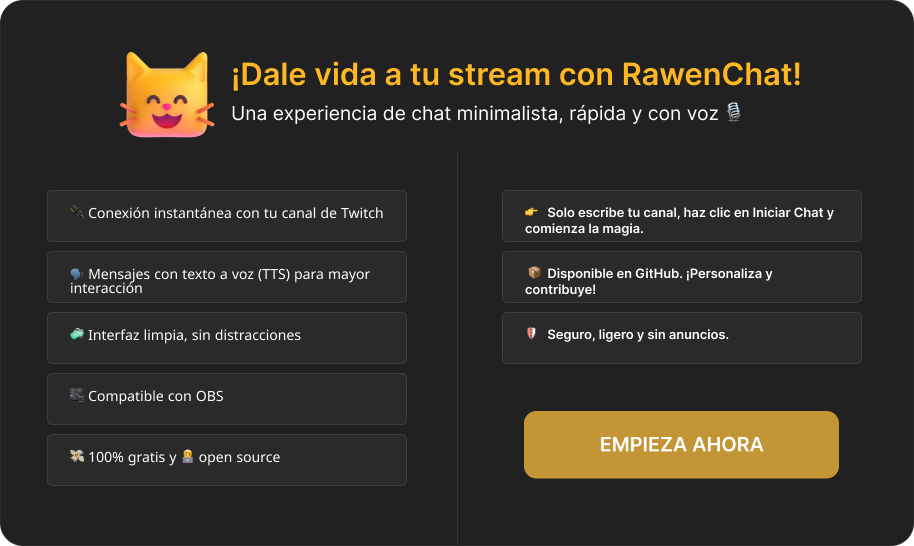 ¡Dale vida a tu stream con RawenChat!
Una experiencia de chat minimalista, rápida y con voz 🎙️
🔌 Conexión instantánea con tu canal de Twitch
🗣️ Mensajes con texto a voz (TTS) para mayor
interacción
🧼 Interfaz limpia, sin distracciones
🎛️ Compatible con OBS
💸 100% gratis y 🧑‍💻 open source
👉 Solo escribe tu canal, haz clic en Iniciar Chat y
comienza la magia.
📦 Disponible en GitHub. ¡Personaliza y
contribuye!
🛡️ Seguro, ligero y sin anuncios.
EMPIEZA AHORA